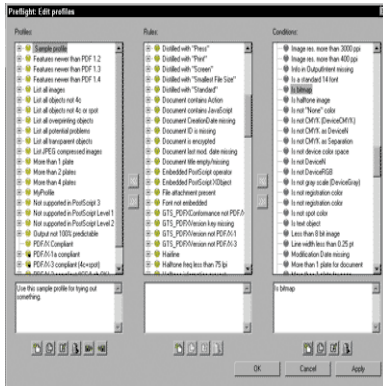 Preflight: Edit profiles
Profiles:
Sample profile
Features newer than PDF 1.2
Features newer than PDF 1.3
Features newer than PDF 1.4
List all images
List all objects not 4c
List all objects not 4c or spot
List all overprinting objects
List all potential problems
List all transparent objects
List JPEG compressed images
More than 1 plate
More than 2 plates
More than 4 plates
MyProfile
Not supported in PostScript 3
Not supported in PostScript Level 1
Not supported in PostScript Level 2
Output not 100% predictable
PDF/X Compliant
PDF/X-1a compliant
PDF/X-3 compliant (4c+spot)
Use this sample profile for trying out
something.
Rules:
Distilled with "Press"
Distilled with "Print"
Distilled with "Screen"
Distilled with "Smallest File Size"
Distilled with "Standard"
Document contains Action
Document contains JavaScript
Document CreationDate missing
Document ID is missing
Document is encrypted
Document last mod. date missing
Document title empty/missing
Embedded PostScript operator
Embedded PostScript XObject
File attachment present
Font not embedded
GTS_PDFXConformance not PDF/X
GTS_PDFXVersion key missing
GTS_PDFXVersion not PDF/X-1
GTS_PDFXVersion not PDF/X-3
Hairline
Halftone freq less than 75 lpi
Conditions:
Image res. more than 3000 ppi
Image res. more than 400 ppi
Info in OutputIntent missing
Is a standard 14 font
Is bitmap
Is halftone image
Is not "None" color
Is not CMYK (DeviceCMYK)
Is not CMYK as DeviceN
Is not CMYK as Separation
Is not device color space
Is not DeviceN
Is not DeviceRGB
Is not gray scale (DeviceGray)
Is not registration color
Is not registration color
Is not spot color
Is text object
Less than 8 bit image
Line width less than 0.25 pt
Modification Date missing
More than 1 plate for document
Is bitmap
OK
Cancel
Apply